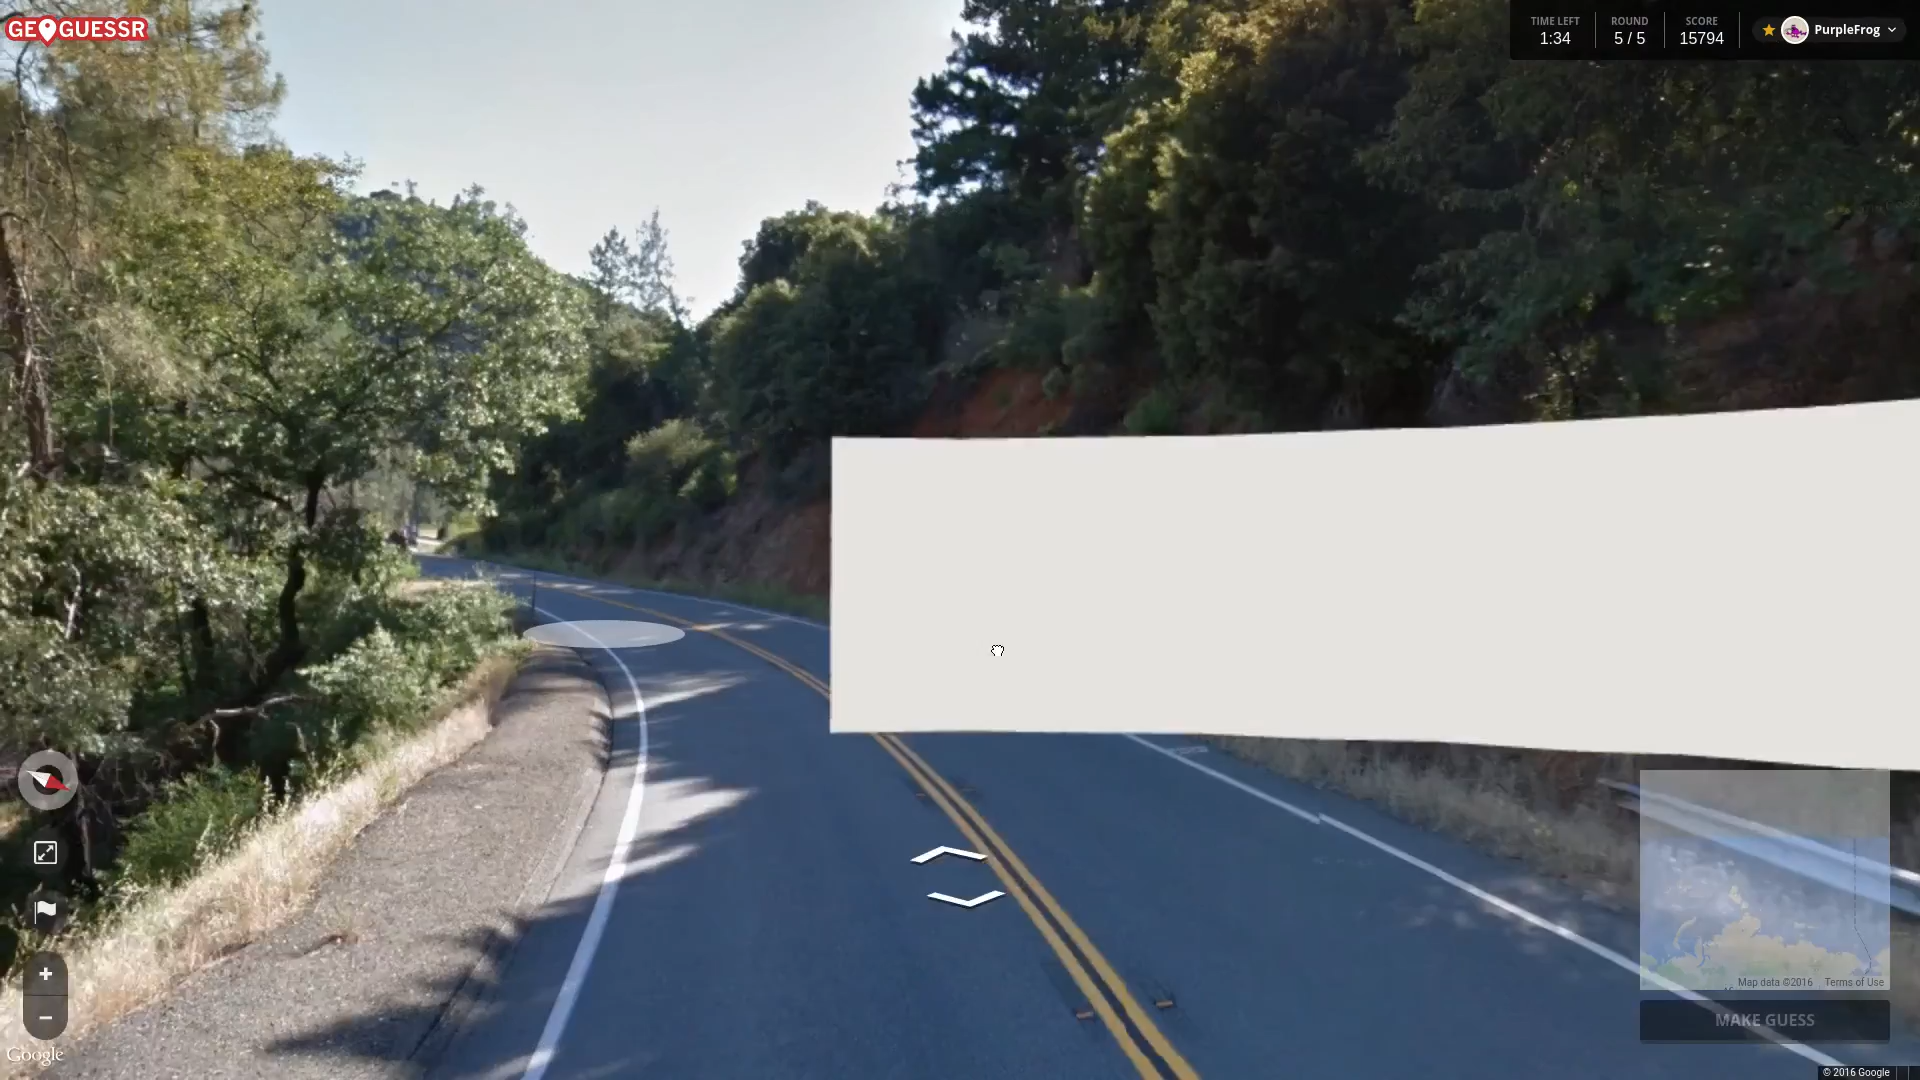 GEOGUESSR
TIME LEFT
1:34
ROUND
5 / 5
SCORE
15794
PurpleFrog
Map data ©2016
Terms of Use
MAKE GUESS
Google
© 2016 Google